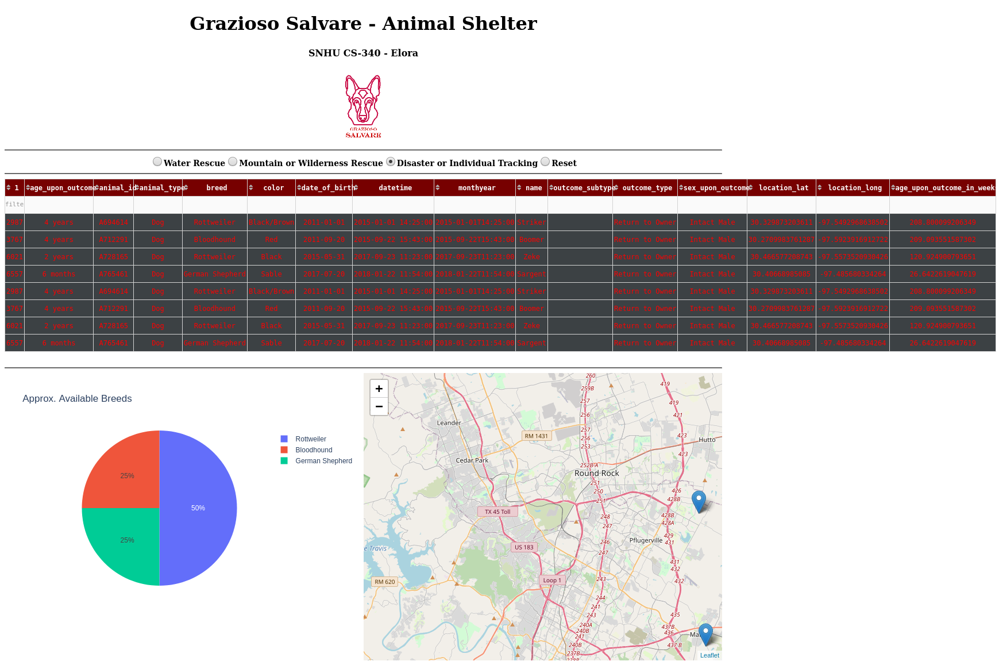 Grazioso Salvare - Animal Shelter
SNHU CS-340 - Elora
GRAZIOSO
SALVARE
Water Rescue Mountain or Wilderness Rescue Disaster or Individual Tracking Reset
1 age_upon_outcome animal_id animal_type breed color date_of_birth datetime monthyear name outcome_subtype outcome_type sex_upon_outcome location_lat location_long age_upon_outcome_in_week
filte
2987 4 years A694614 Dog Rottweiler Black/Brown 2011-01-01 2015-01-01 14:25:00 2015-01-01T14:25:00 Striker Return to Owner Intact Male 30.329873203611 -97.5492968638502 208.800099206349
3767 4 years A712291 Dog Bloodhound Red 2011-09-20 2015-09-22 15:43:00 2015-09-22T15:43:00 Boomer Return to Owner Intact Male 30.2709983761287 -97.5923916912722 209.093551587302
6021 2 years A728165 Dog Rottweiler Black 2015-05-31 2017-09-23 11:23:00 2017-09-23T11:23:00 Zeke Return to Owner Intact Male 30.466577208743 -97.5573520930426 120.924900793651
6557 6 months A765461 Dog German Shepherd Sable 2017-07-20 2018-01-22 11:54:00 2018-01-22T11:54:00 Sargent Return to Owner Intact Male 30.40668985085 -97.485680334264 26.6422619047619
2987 4 years A694614 Dog Rottweiler Black/Brown 2011-01-01 2015-01-01 14:25:00 2015-01-01T14:25:00 Striker Return to Owner Intact Male 30.329873203611 -97.5492968638502 208.800099206349
3767 4 years A712291 Dog Bloodhound Red 2011-09-20 2015-09-22 15:43:00 2015-09-22T15:43:00 Boomer Return to Owner Intact Male 30.2709983761287 -97.5923916912722 209.093551587302
6021 2 years A728165 Dog Rottweiler Black 2015-05-31 2017-09-23 11:23:00 2017-09-23T11:23:00 Zeke Return to Owner Intact Male 30.466577208743 -97.5573520930426 120.924900793651
6557 6 months A765461 Dog German Shepherd Sable 2017-07-20 2018-01-22 11:54:00 2018-01-22T11:54:00 Sargent Return to Owner Intact Male 30.40668985085 -97.485680334264 26.6422619047619
Approx. Available Breeds
Rottweiler
Bloodhound
German Shepherd
25%
50%
25%
+
−
260
419
259B
257
419
256
421
Leander
257
423
RM 1431
256
Hutto
253
423
Cedar Park
252B-A
Round Rock
251
250
426
428B
251
TX 45 Toll
248
428B
428A
247
429
Pflugerville
246
431
US 183
e Travis
247
431
432
243
432
Loop 1
RM 620
244
241
243
435
240A
437B
240B
436
241
Ma
240B
437 B
237B
238B
Leaflet